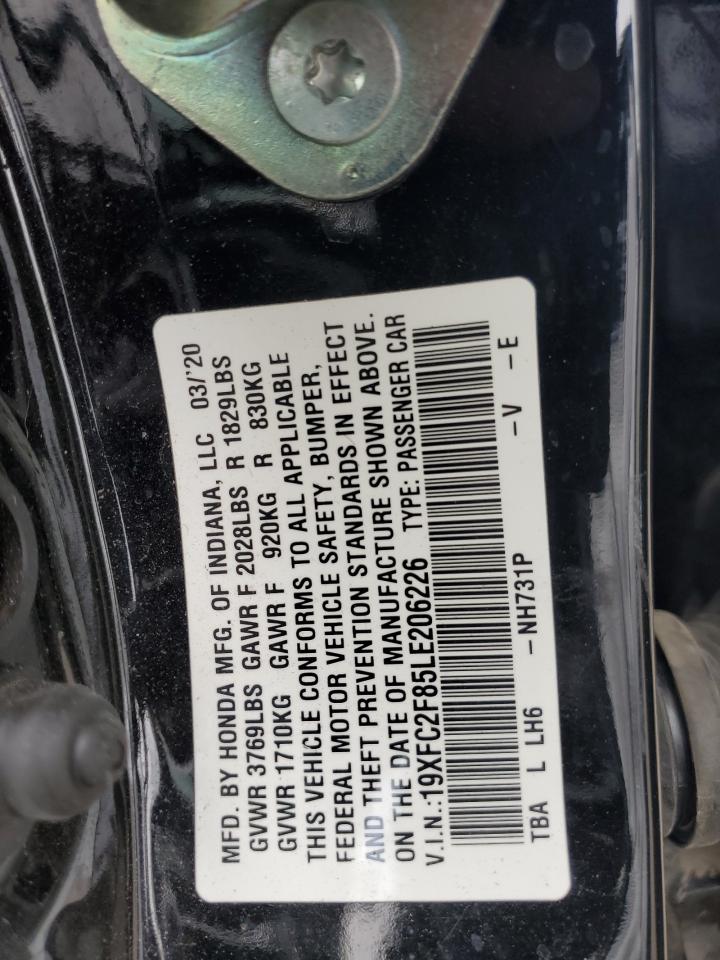 MFD. BY HONDA MFG. OF INDIANA, LLC 03/'20
GVWR 3769LBS GAWR F 2028LBS R 1829LBS
GVWR 1710KG GAWR F 920KG R 830KG
THIS VEHICLE CONFORMS TO ALL APPLICABLE
FEDERAL MOTOR VEHICLE SAFETY, BUMPER,
AND THEFT PREVENTION STANDARDS IN EFFECT
ON THE DATE OF MANUFACTURE SHOWN ABOVE.
V.I.N.:19XFC2F85LE206226 TYPE: PASSENGER CAR
TBA L LH6 -NH731P -V -E